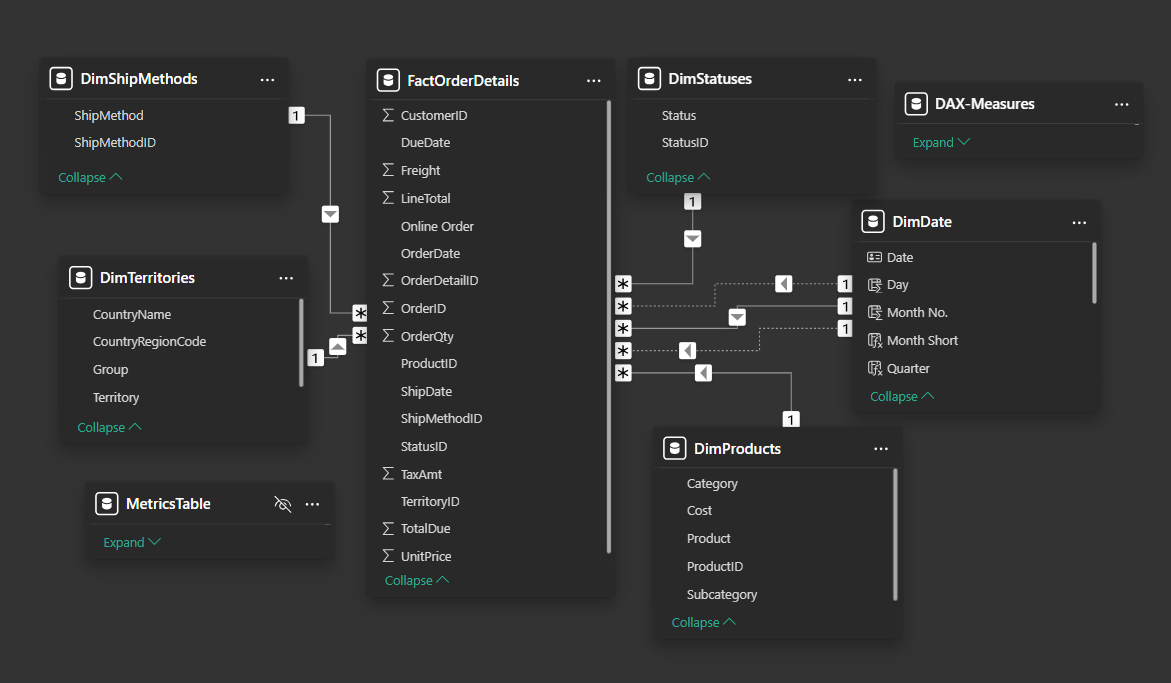 DimShipMethods
ShipMethod
ShipMethodID
Collapse
1
FactOrderDetails
CustomerID
DueDate
Freight
LineTotal
Online Order
OrderDate
OrderDetailID
OrderID
OrderQty
ProductID
ShipDate
ShipMethodID
StatusID
TaxAmt
TerritoryID
TotalDue
UnitPrice
Collapse
DimStatuses
Status
StatusID
Collapse
1
DAX-Measures
Expand
DimDate
Date
Day
Month No.
Month Short
Quarter
Collapse
1
1
1
DimTerritories
CountryName
CountryRegionCode
Group
Territory
Collapse
1
*
*
*
*
*
*
*
MetricsTable
Expand
1
DimProducts
Category
Cost
Product
ProductID
Subcategory
Collapse